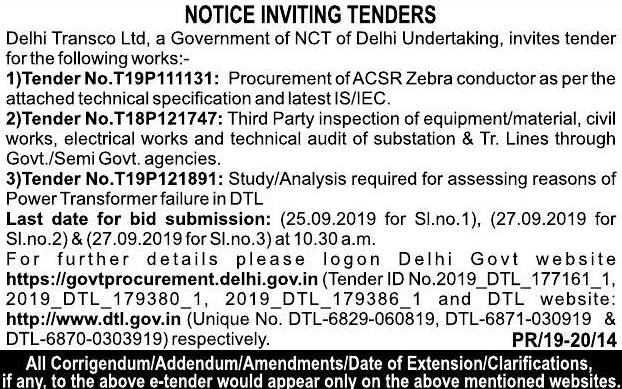 NOTICE INVITING TENDERS
Delhi Transco Ltd, a Government of NCT of Delhi Undertaking, invites tender
for the following works:-
1)Tender No.T19P111131: Procurement of ACSR Zebra conductor as per the
attached technical specification and latest IS/IEC.
2)Tender No.T18P121747: Third Party inspection of equipment/material, civil
works, electrical works and technical audit of substation & Tr. Lines through
Govt./Semi Govt. agencies.
3)Tender No.T19P121891: Study/Analysis required for assessing reasons of
Power Transformer failure in DTL
Last date for bid submission: (25.09.2019 for Sl.no.1), (27.09.2019 for
Sl.no.2) & (27.09.2019 for Sl.no.3) at 10.30 a.m.
For further details please logon Delhi Govt website
https://govtprocurement.delhi.gov.in (Tender ID No.2019_DTL_177161_1,
2019_DTL_179380_1, 2019_DTL_179386_1 and DTL website:
http://www.dtl.gov.in (Unique No. DTL-6829-060819, DTL-6871-030919 &
DTL-6870-0303919) respectively. PR/19-20/14
All Corrigendum/Addendum/Amendments/Date of Extension/Clarifications,
if any, to the above e-tender would appear only on the above mentioned websites.